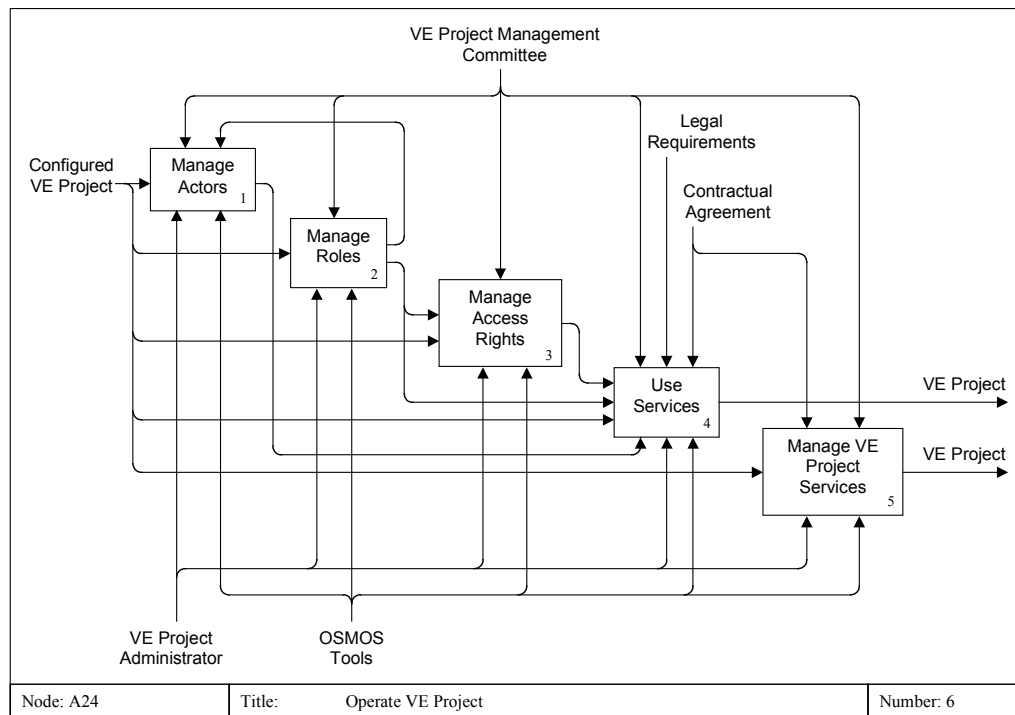 VE Project Management
Committee
Legal
Requirements
Configured
VE Project
Manage
Actors
1
Contractual
Agreement
Manage
Roles
2
Manage
Access
Rights
3
Use
Services
4
VE Project
Manage VE
Project
Services
5
VE Project
VE Project
Administrator
OSMOS
Tools
Node: A24
Title:
Operate VE Project
Number: 6